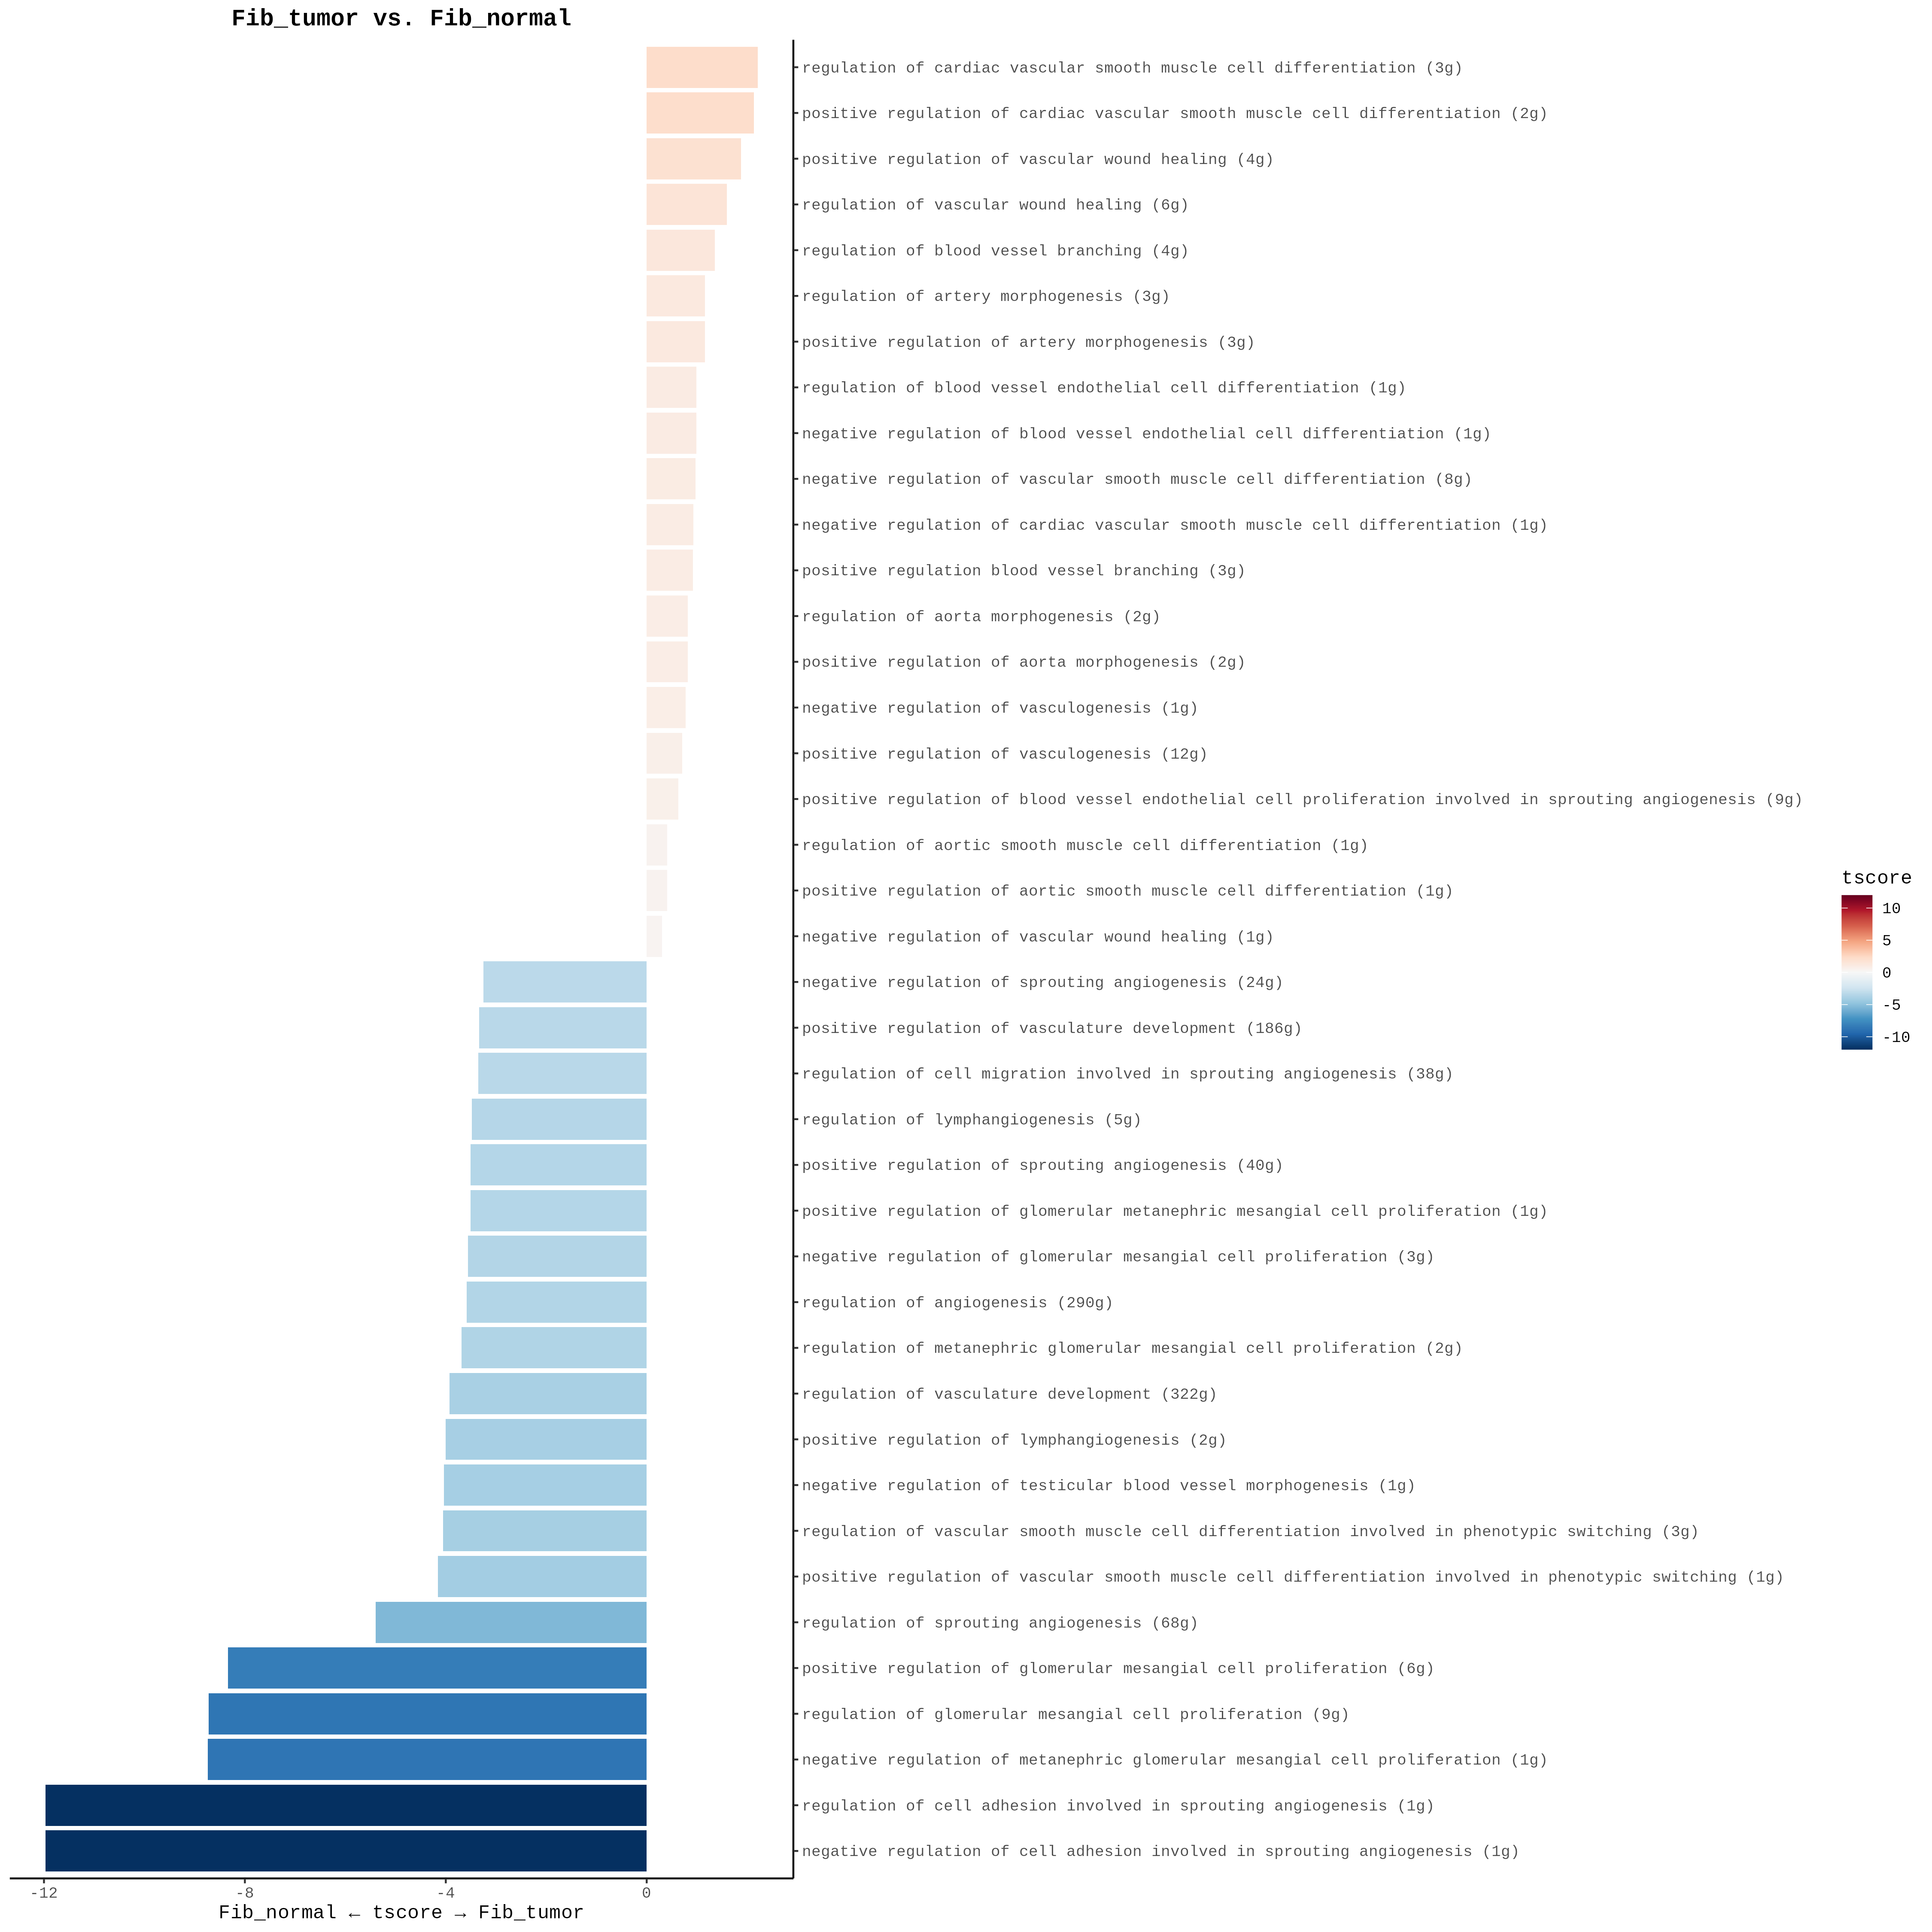 Fib_tumor vs. Fib_normal
regulation of cardiac vascular smooth muscle cell differentiation (3g)
positive regulation of cardiac vascular smooth muscle cell differentiation (2g)
positive regulation of vascular wound healing (4g)
regulation of vascular wound healing (6g)
regulation of blood vessel branching (4g)
regulation of artery morphogenesis (3g)
positive regulation of artery morphogenesis (3g)
regulation of blood vessel endothelial cell differentiation (1g)
negative regulation of blood vessel endothelial cell differentiation (1g)
negative regulation of vascular smooth muscle cell differentiation (8g)
negative regulation of cardiac vascular smooth muscle cell differentiation (1g)
positive regulation blood vessel branching (3g)
regulation of aorta morphogenesis (2g)
positive regulation of aorta morphogenesis (2g)
negative regulation of vasculogenesis (1g)
positive regulation of vasculogenesis (12g)
positive regulation of blood vessel endothelial cell proliferation involved in sprouting angiogenesis (9g)
regulation of aortic smooth muscle cell differentiation (1g)
positive regulation of aortic smooth muscle cell differentiation (1g)
negative regulation of vascular wound healing (1g)
negative regulation of sprouting angiogenesis (24g)
positive regulation of vasculature development (186g)
regulation of cell migration involved in sprouting angiogenesis (38g)
regulation of lymphangiogenesis (5g)
positive regulation of sprouting angiogenesis (40g)
positive regulation of glomerular metanephric mesangial cell proliferation (1g)
negative regulation of glomerular mesangial cell proliferation (3g)
regulation of angiogenesis (290g)
regulation of metanephric glomerular mesangial cell proliferation (2g)
regulation of vasculature development (322g)
positive regulation of lymphangiogenesis (2g)
negative regulation of testicular blood vessel morphogenesis (1g)
regulation of vascular smooth muscle cell differentiation involved in phenotypic switching (3g)
positive regulation of vascular smooth muscle cell differentiation involved in phenotypic switching (1g)
regulation of sprouting angiogenesis (68g)
positive regulation of glomerular mesangial cell proliferation (6g)
regulation of glomerular mesangial cell proliferation (9g)
negative regulation of metanephric glomerular mesangial cell proliferation (1g)
regulation of cell adhesion involved in sprouting angiogenesis (1g)
negative regulation of cell adhesion involved in sprouting angiogenesis (1g)
-12 -8 -4 0
Fib_normal ← tscore → Fib_tumor
tscore
10
5
0
-5
-10